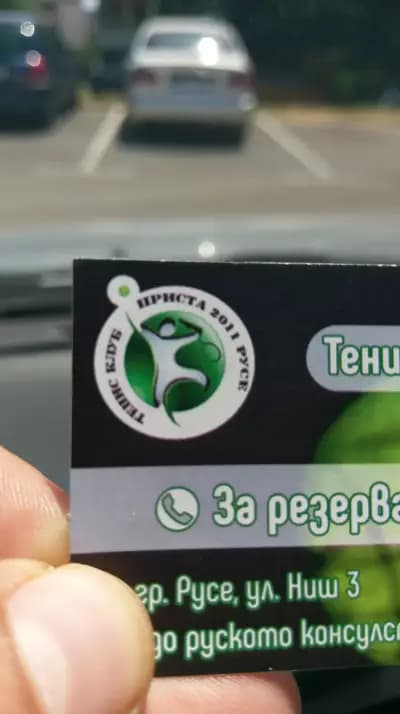 ТЕНИС КЛУБ ПРИСТА 2011 РУСЕ
Тени
За резерва
гр. Русе, ул. Ниш 3
до руското консулс